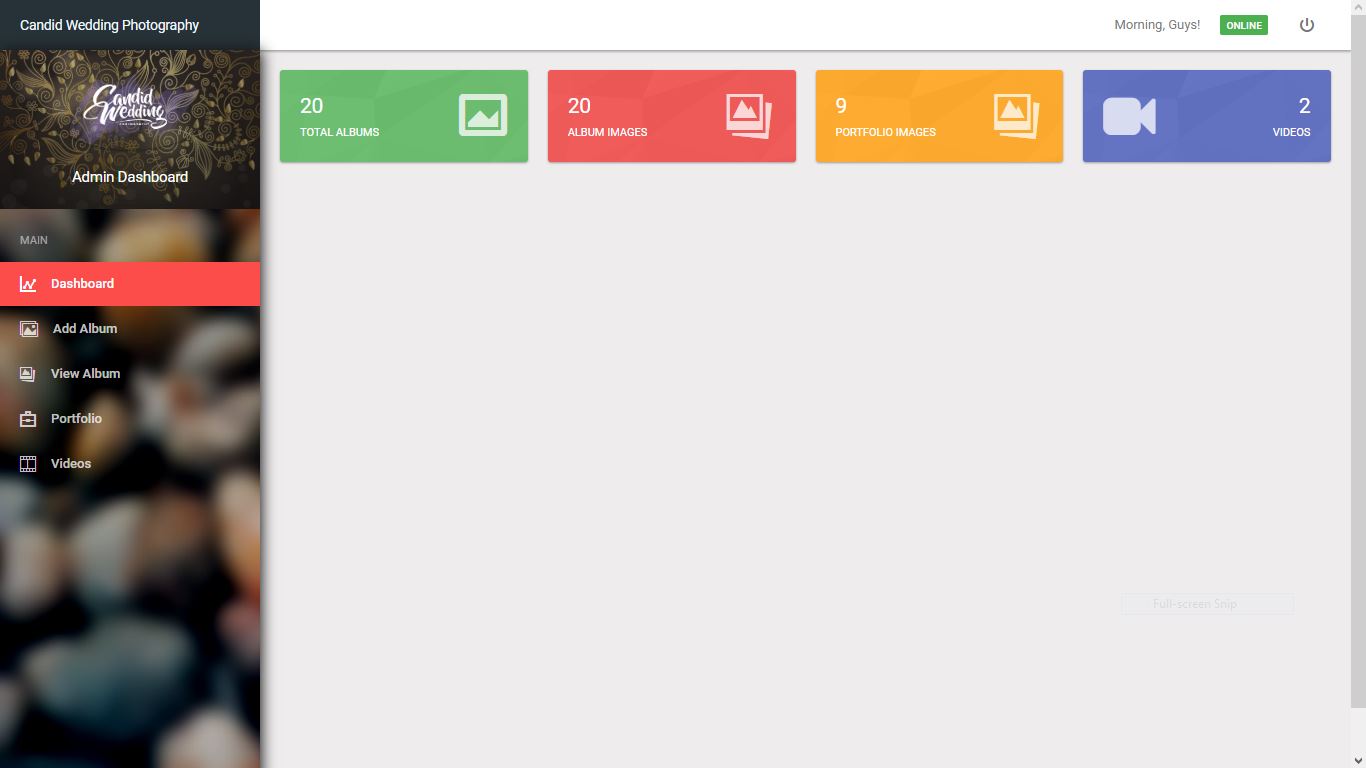 Candid Wedding Photography
Morning, Guys!
ONLINE
Candid
Wedding
Admin Dashboard
MAIN
Dashboard
Add Album
View Album
Portfolio
Videos
20
TOTAL ALBUMS
20
ALBUM IMAGES
9
PORTFOLIO IMAGES
2
VIDEOS
Full-screen Snip